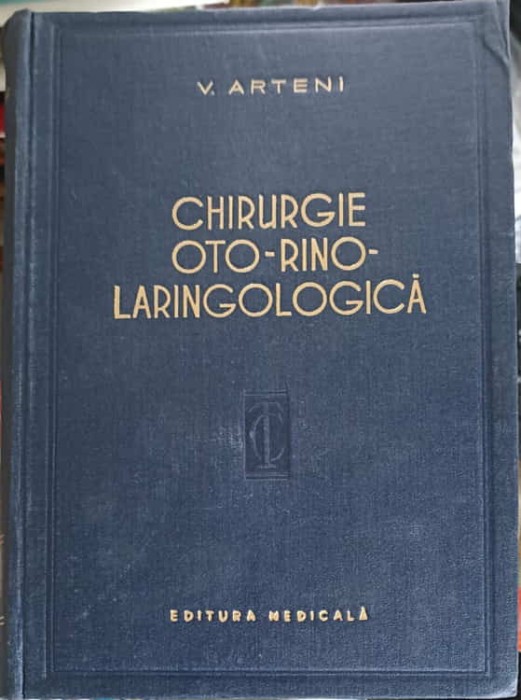 V. ARTENI
CHIRURGIE
OTO-RINO-
LARINGOLOGICĂ
EDITURA MEDICALĂ